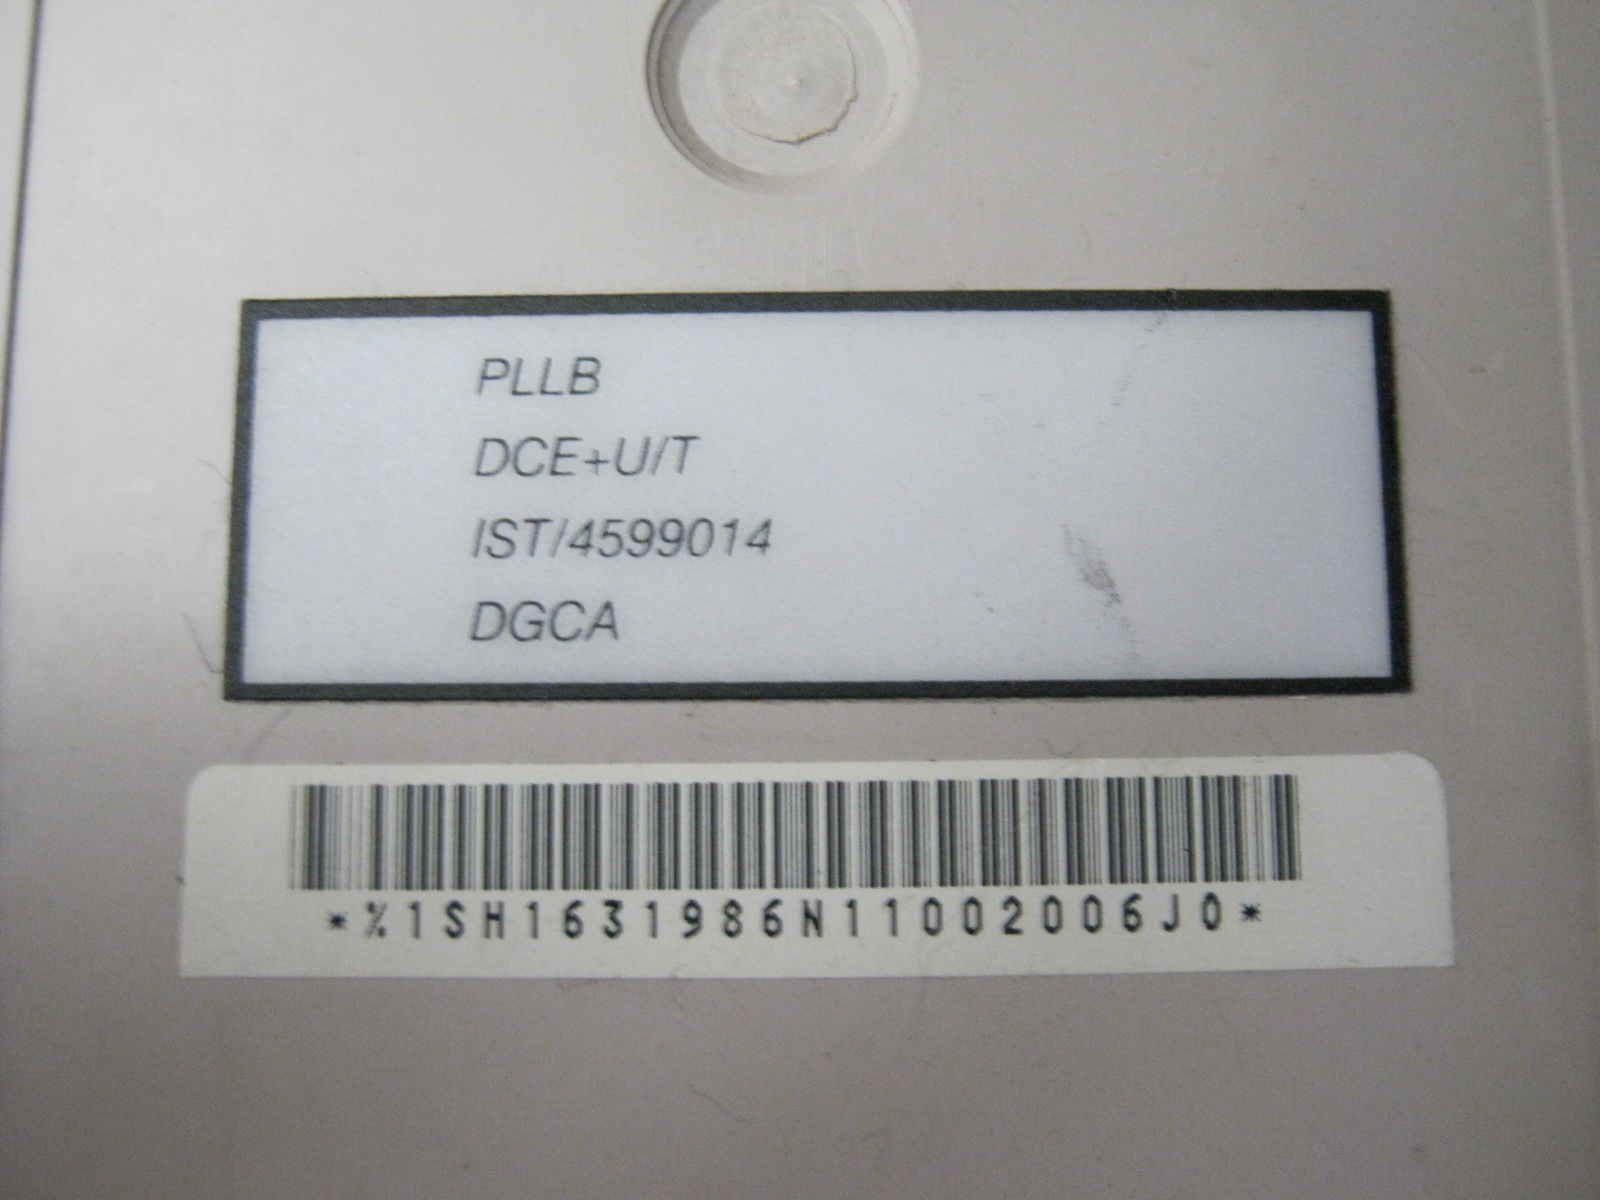 PLLB
DCE+U/T
IST/4599014
DGCA
*%1SH1631986N11002006J0*